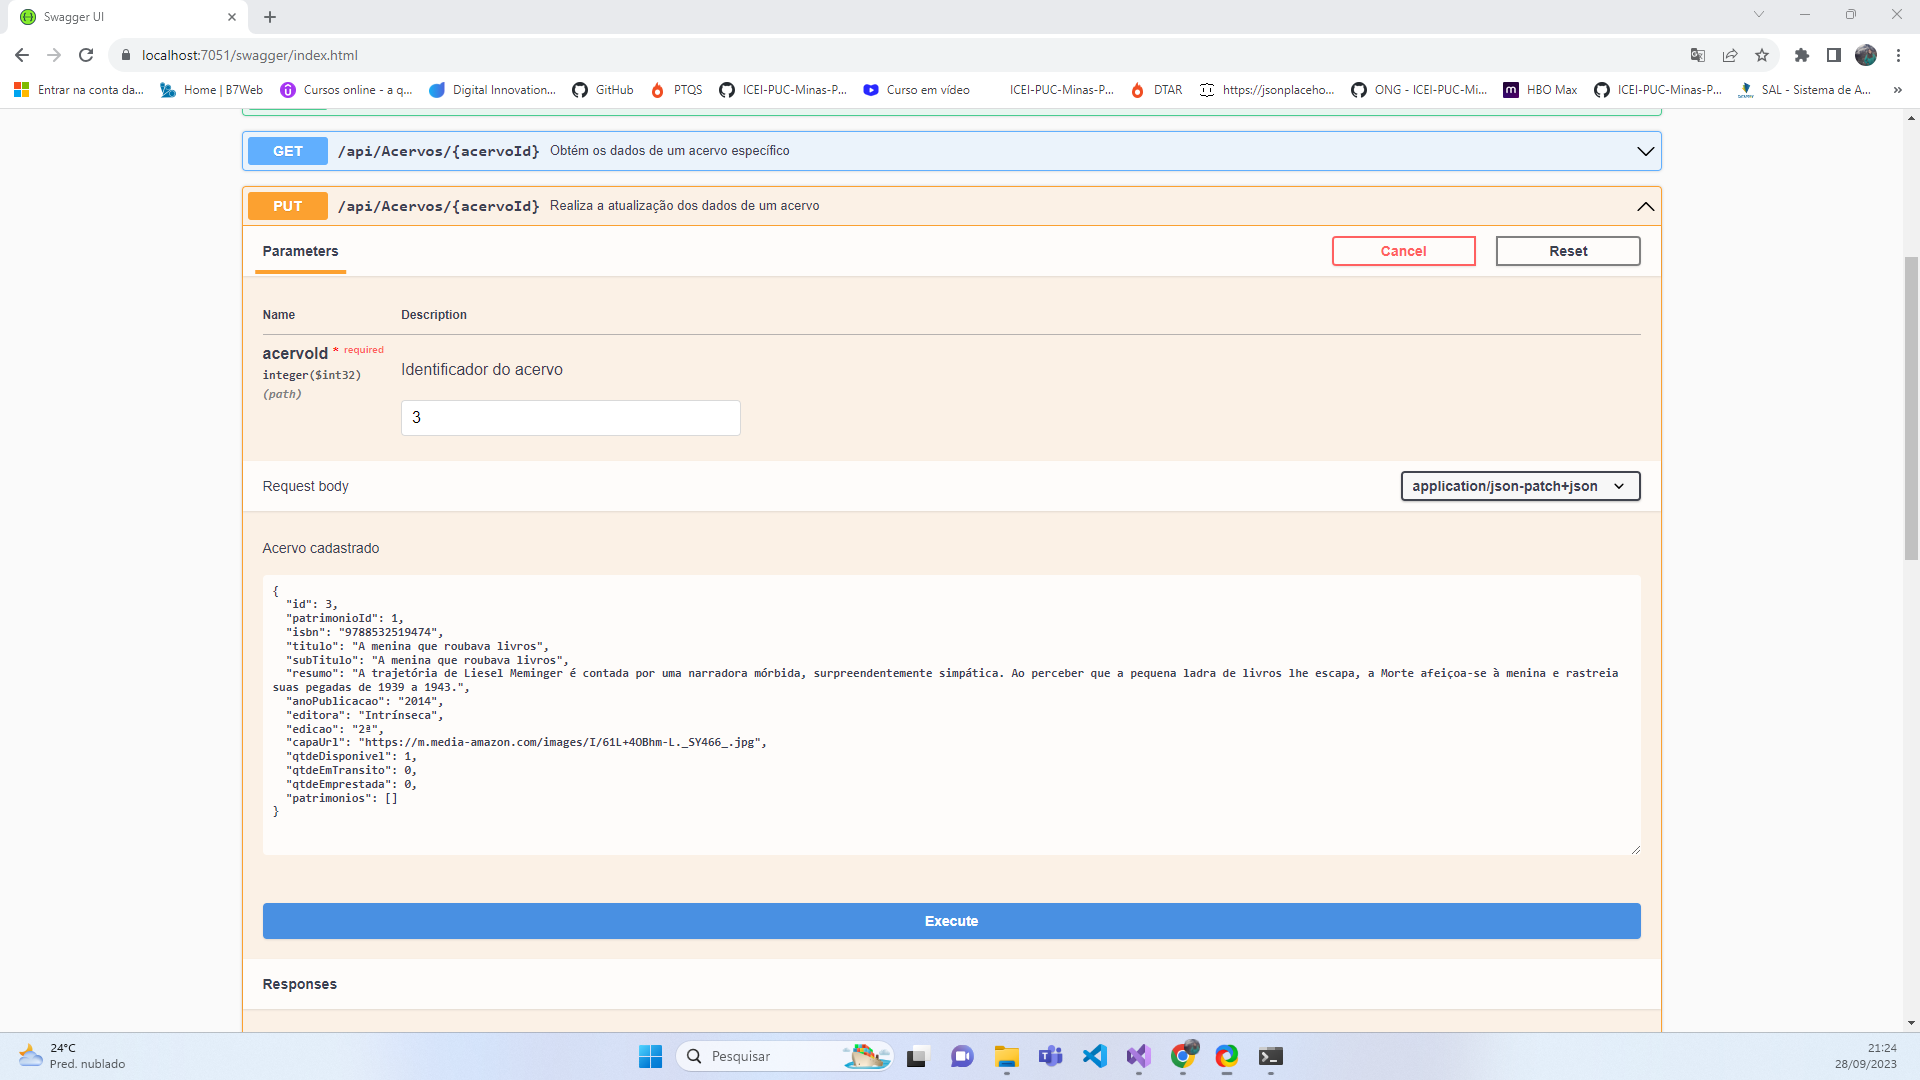 Swagger UI
localhost:7051/swagger/index.html
Entrar na conta da...
Home | B7Web
Cursos online - a q...
Digital Innovation...
GitHub
PTQS
ICEI-PUC-Minas-P...
Curso em vídeo
ICEI-PUC-Minas-P...
DTAR
https://jsonplaceho...
ONG - ICEI-PUC-Mi...
HBO Max
ICEI-PUC-Minas-P...
SAL - Sistema de A...
»
GET /api/Acervos/{acervoId} Obtém os dados de um acervo específico
PUT /api/Acervos/{acervoId} Realiza a atualização dos dados de um acervo
Parameters
Cancel
Reset
Name
Description
acervoId * required
integer($int32)
(path)
Identificador do acervo
3
Request body
application/json-patch+json
Acervo cadastrado
{
"id": 3,
"patrimonioId": 1,
"isbn": "9788532519474",
"titulo": "A menina que roubava livros",
"subTitulo": "A menina que roubava livros",
"resumo": "A trajetória de Liesel Meminger é contada por uma narradora mórbida, surpreendentemente simpática. Ao perceber que a pequena ladra de livros lhe escapa, a Morte afeiçoa-se à menina e rastreia
suas pegadas de 1939 a 1943.",
"anoPublicacao": "2014",
"editora": "Intrínseca",
"edicao": "2ª",
"capaUrl": "https://m.media-amazon.com/images/I/61L+4OBhm-L._SY466_.jpg",
"qtdeDisponivel": 1,
"qtdeEmTransito": 0,
"qtdeEmprestada": 0,
"patrimonios": []
}
Execute
Responses
24°C
Pred. nublado
Pesquisar
21:24
28/09/2023